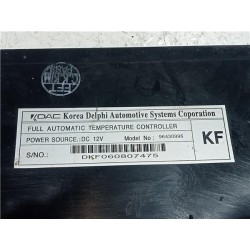 KDAC Korea Delphi Automotive Systems Coporation
FULL AUTOMATIC TEMPERATURE CONTROLLER
POWER SOURCE: DC 12V Model No : 96430995
KF
S/NO: DKF060807475